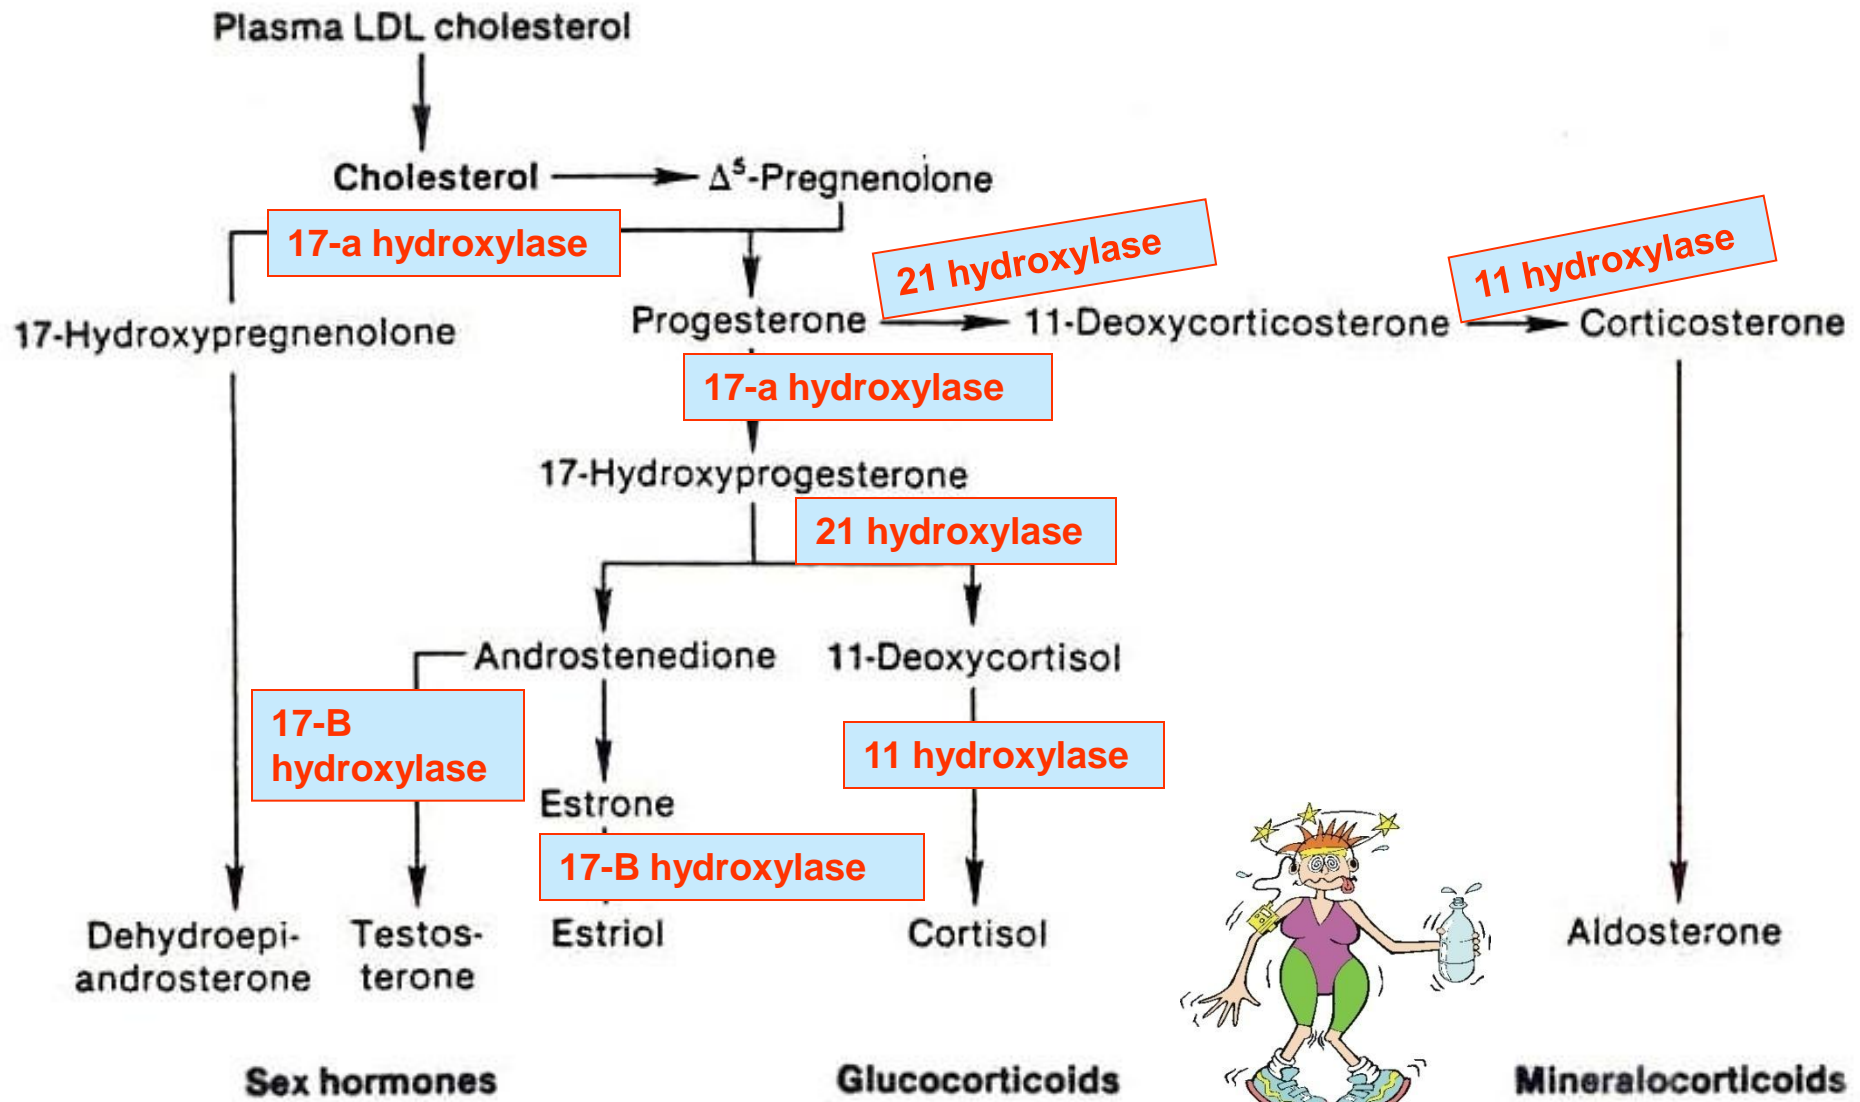 Plasma LDL cholesterol
Cholesterol
Δ⁵-Pregnenolone
17-a hydroxylase
21 hydroxylase
11 hydroxylase
17-Hydroxypregnenolone
Progesterone
11-Deoxycorticosterone
Corticosterone
17-a hydroxylase
17-Hydroxyprogesterone
21 hydroxylase
Androstenedione
11-Deoxycortisol
17-B
hydroxylase
11 hydroxylase
Estrone
17-B hydroxylase
Dehydroepi-
androsterone
Testos-
terone
Estriol
Cortisol
Aldosterone
Sex hormones
Glucocorticoids
Mineralocorticoids